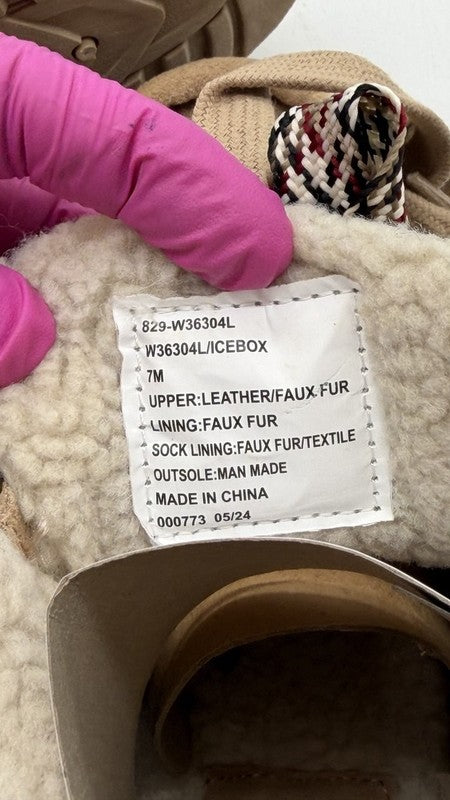 829-W36304L
W36304L/ICEBOX
7M
UPPER:LEATHER/FAUX FUR
LINING:FAUX FUR
SOCK LINING:FAUX FUR/TEXTILE
OUTSOLE:MAN MADE
MADE IN CHINA
000773 05/24